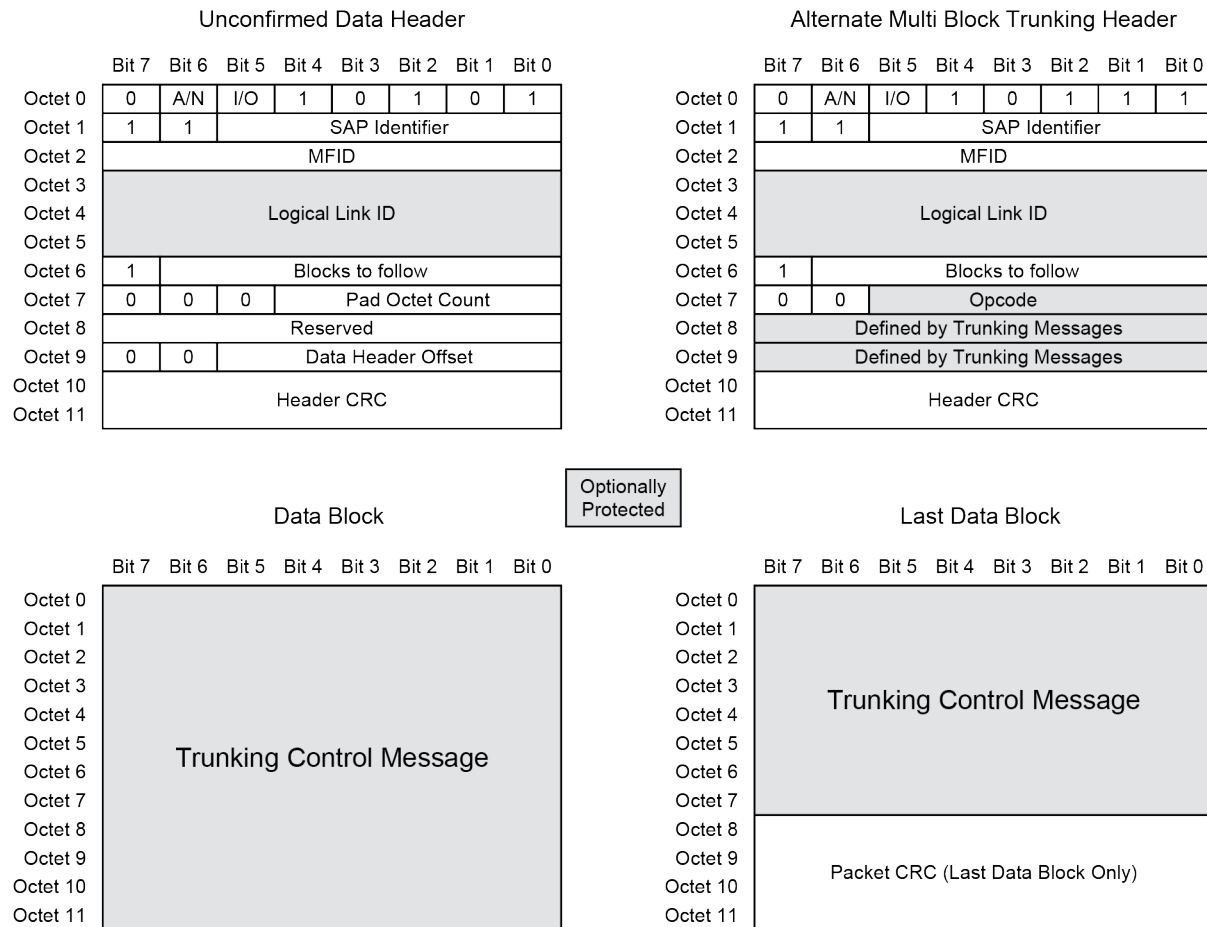 Unconfirmed Data Header
Bit 7 Bit 6 Bit 5 Bit 4 Bit 3 Bit 2 Bit 1 Bit 0
Octet 0 0 A/N I/O 1 0 1 0 1
Octet 1 1 1 SAP Identifier
Octet 2 MFID
Octet 3
Octet 4 Logical Link ID
Octet 5
Octet 6 1 Blocks to follow
Octet 7 0 0 0 Pad Octet Count
Octet 8 Reserved
Octet 9 0 0 Data Header Offset
Octet 10
Header CRC
Octet 11
Alternate Multi Block Trunking Header
Bit 7 Bit 6 Bit 5 Bit 4 Bit 3 Bit 2 Bit 1 Bit 0
Octet 0 0 A/N I/O 1 0 1 1 1
Octet 1 1 1 SAP Identifier
Octet 2 MFID
Octet 3
Octet 4 Logical Link ID
Octet 5
Octet 6 1 Blocks to follow
Octet 7 0 0 Opcode
Octet 8 Defined by Trunking Messages
Octet 9 Defined by Trunking Messages
Octet 10
Header CRC
Octet 11
Optionally
Protected
Data Block
Bit 7 Bit 6 Bit 5 Bit 4 Bit 3 Bit 2 Bit 1 Bit 0
Octet 0
Octet 1
Octet 2
Octet 3
Octet 4
Octet 5
Trunking Control Message
Octet 6
Octet 7
Octet 8
Octet 9
Octet 10
Octet 11
Last Data Block
Bit 7 Bit 6 Bit 5 Bit 4 Bit 3 Bit 2 Bit 1 Bit 0
Octet 0
Octet 1
Octet 2
Octet 3
Trunking Control Message
Octet 4
Octet 5
Octet 6
Octet 7
Octet 8
Octet 9
Packet CRC (Last Data Block Only)
Octet 10
Octet 11